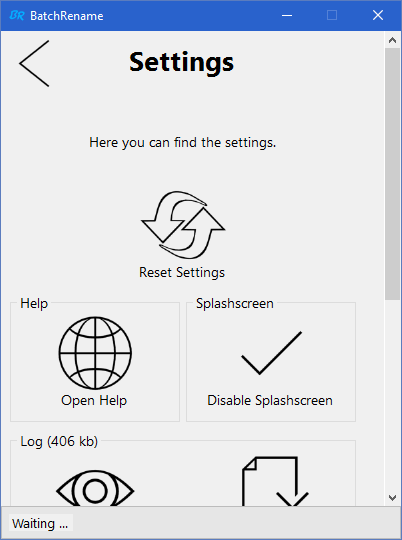 BR BatchRename
Settings
Here you can find the settings.
Reset Settings
Help
Splashscreen
Open Help
Disable Splashscreen
Log (406 kb)
Waiting ...